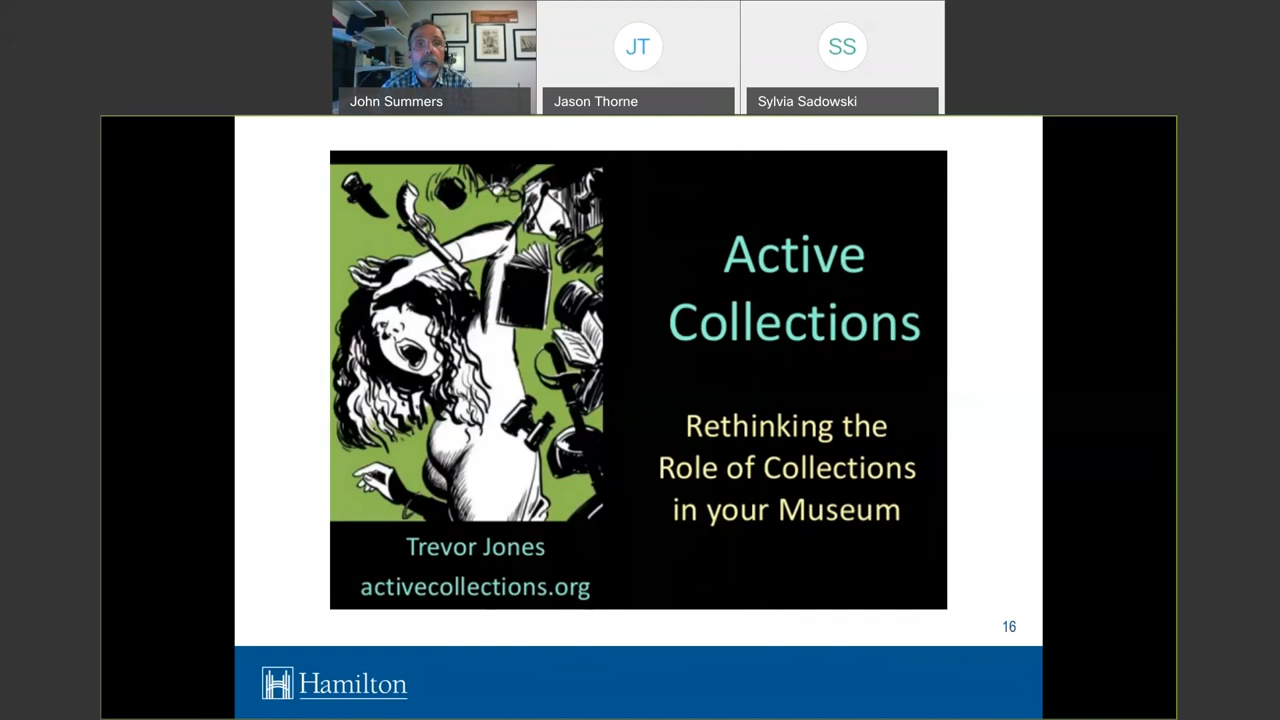 JT
SS
John Summers
Jason Thorne
Sylvia Sadowski
Active
Collections
Rethinking the
Role of Collections
in your Museum
Trevor Jones
activecollections.org
16
Hamilton